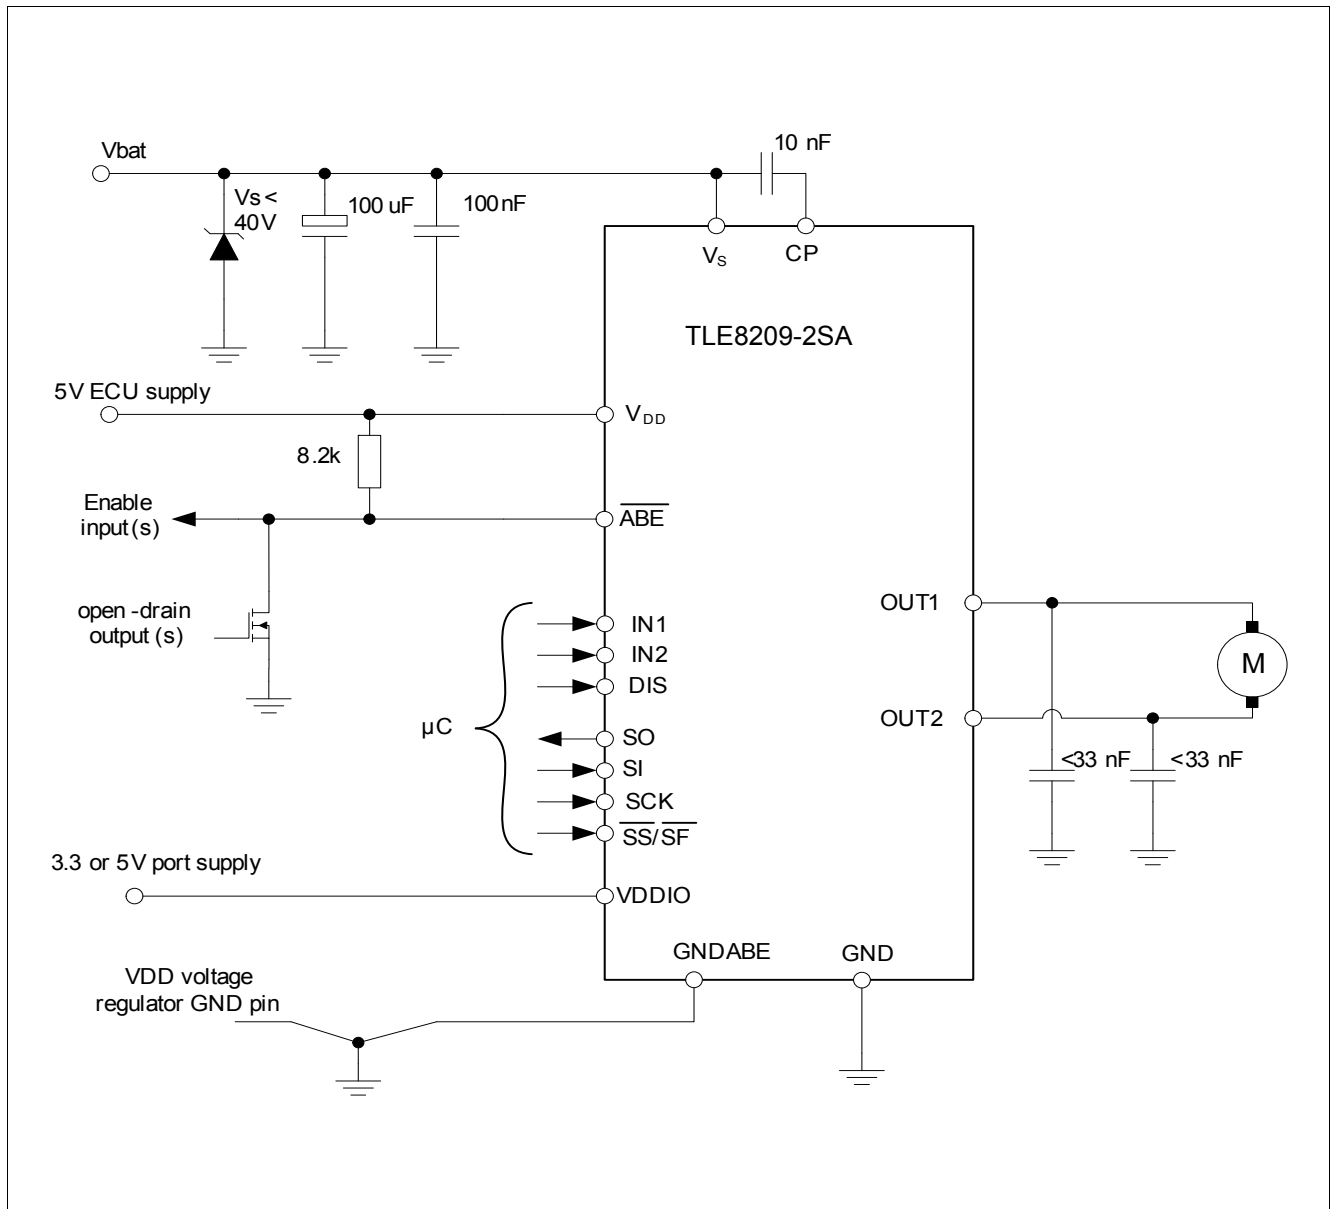 10 nF
Vbat
Vs<
40V
100 uF
100nF
VS
CP
TLE8209-2SA
5V ECU supply
VDD
8.2k
Enable
input(s)
ABE
open-drain
output(s)
IN1
IN2
DIS
µC
SO
SI
SCK
SS/SF
OUT1
M
OUT2
<33 nF
<33 nF
3.3 or 5V port supply
VDDIO
GNDABE
GND
VDD voltage
regulator GND pin